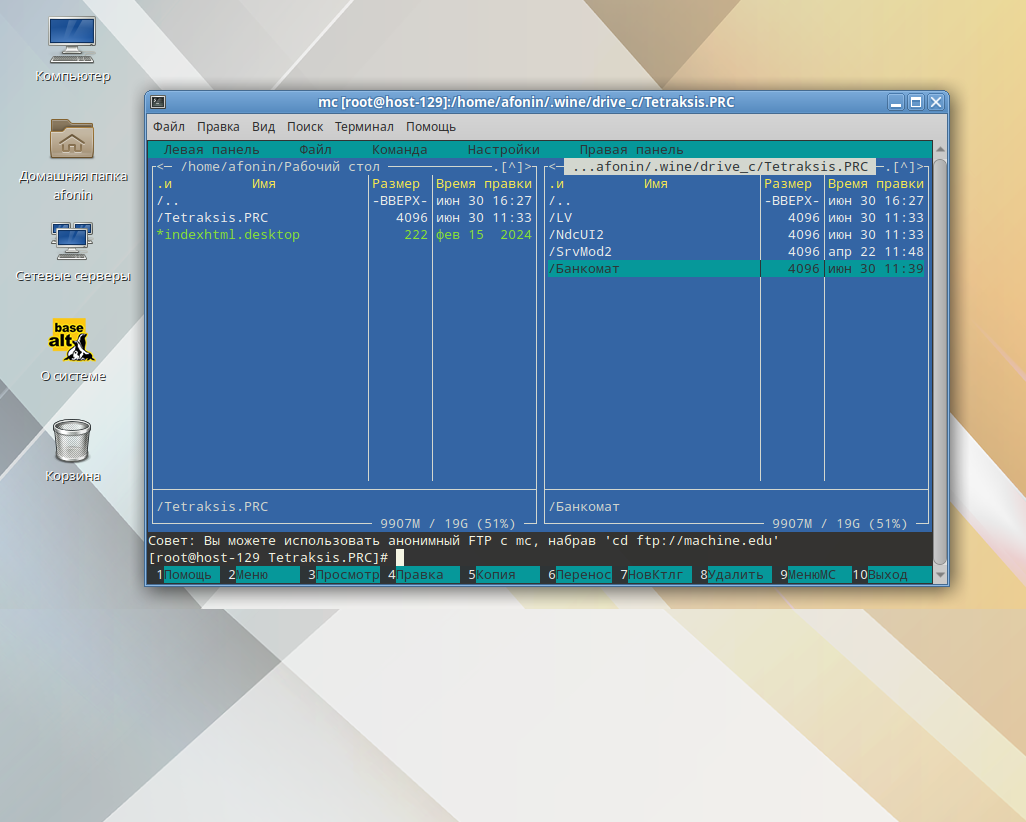 Компьютер
Домашняя папка
afonin
Сетевые серверы
base
alt
О системе
Корзина
mc [root@host-129]:/home/afonin/.wine/drive_c/Tetraksis.PRC
Файл Правка Вид Поиск Терминал Помощь
Левая панель Файл Команда Настройки Правая панель
<─ /home/afonin/Рабочий стол .[^]>
.и Имя Размер Время правки
/.. -ВВЕРХ- июн 30 16:27
/Tetraksis.PRC 4096 июн 30 11:33
*indexhtml.desktop 222 фев 15 2024
/Tetraksis.PRC
9907M / 19G (51%)
<─ ...afonin/.wine/drive_c/Tetraksis.PRC .[^]>
.и Имя Размер Время правки
/.. -ВВЕРХ- июн 30 16:27
/LV 4096 июн 30 11:33
/NdcUI2 4096 июн 30 11:33
/SrvMod2 4096 апр 22 11:48
/Банкомат 4096 июн 30 11:39
/Банкомат
9907M / 19G (51%)
Совет: Вы можете использовать анонимный FTP с mc, набрав 'cd ftp://machine.edu'
[root@host-129 Tetraksis.PRC]#
1Помощь 2Меню 3Просмотр 4Правка 5Копия 6Перенос 7НовКтлг 8Удалить 9МенюMC 10Выход